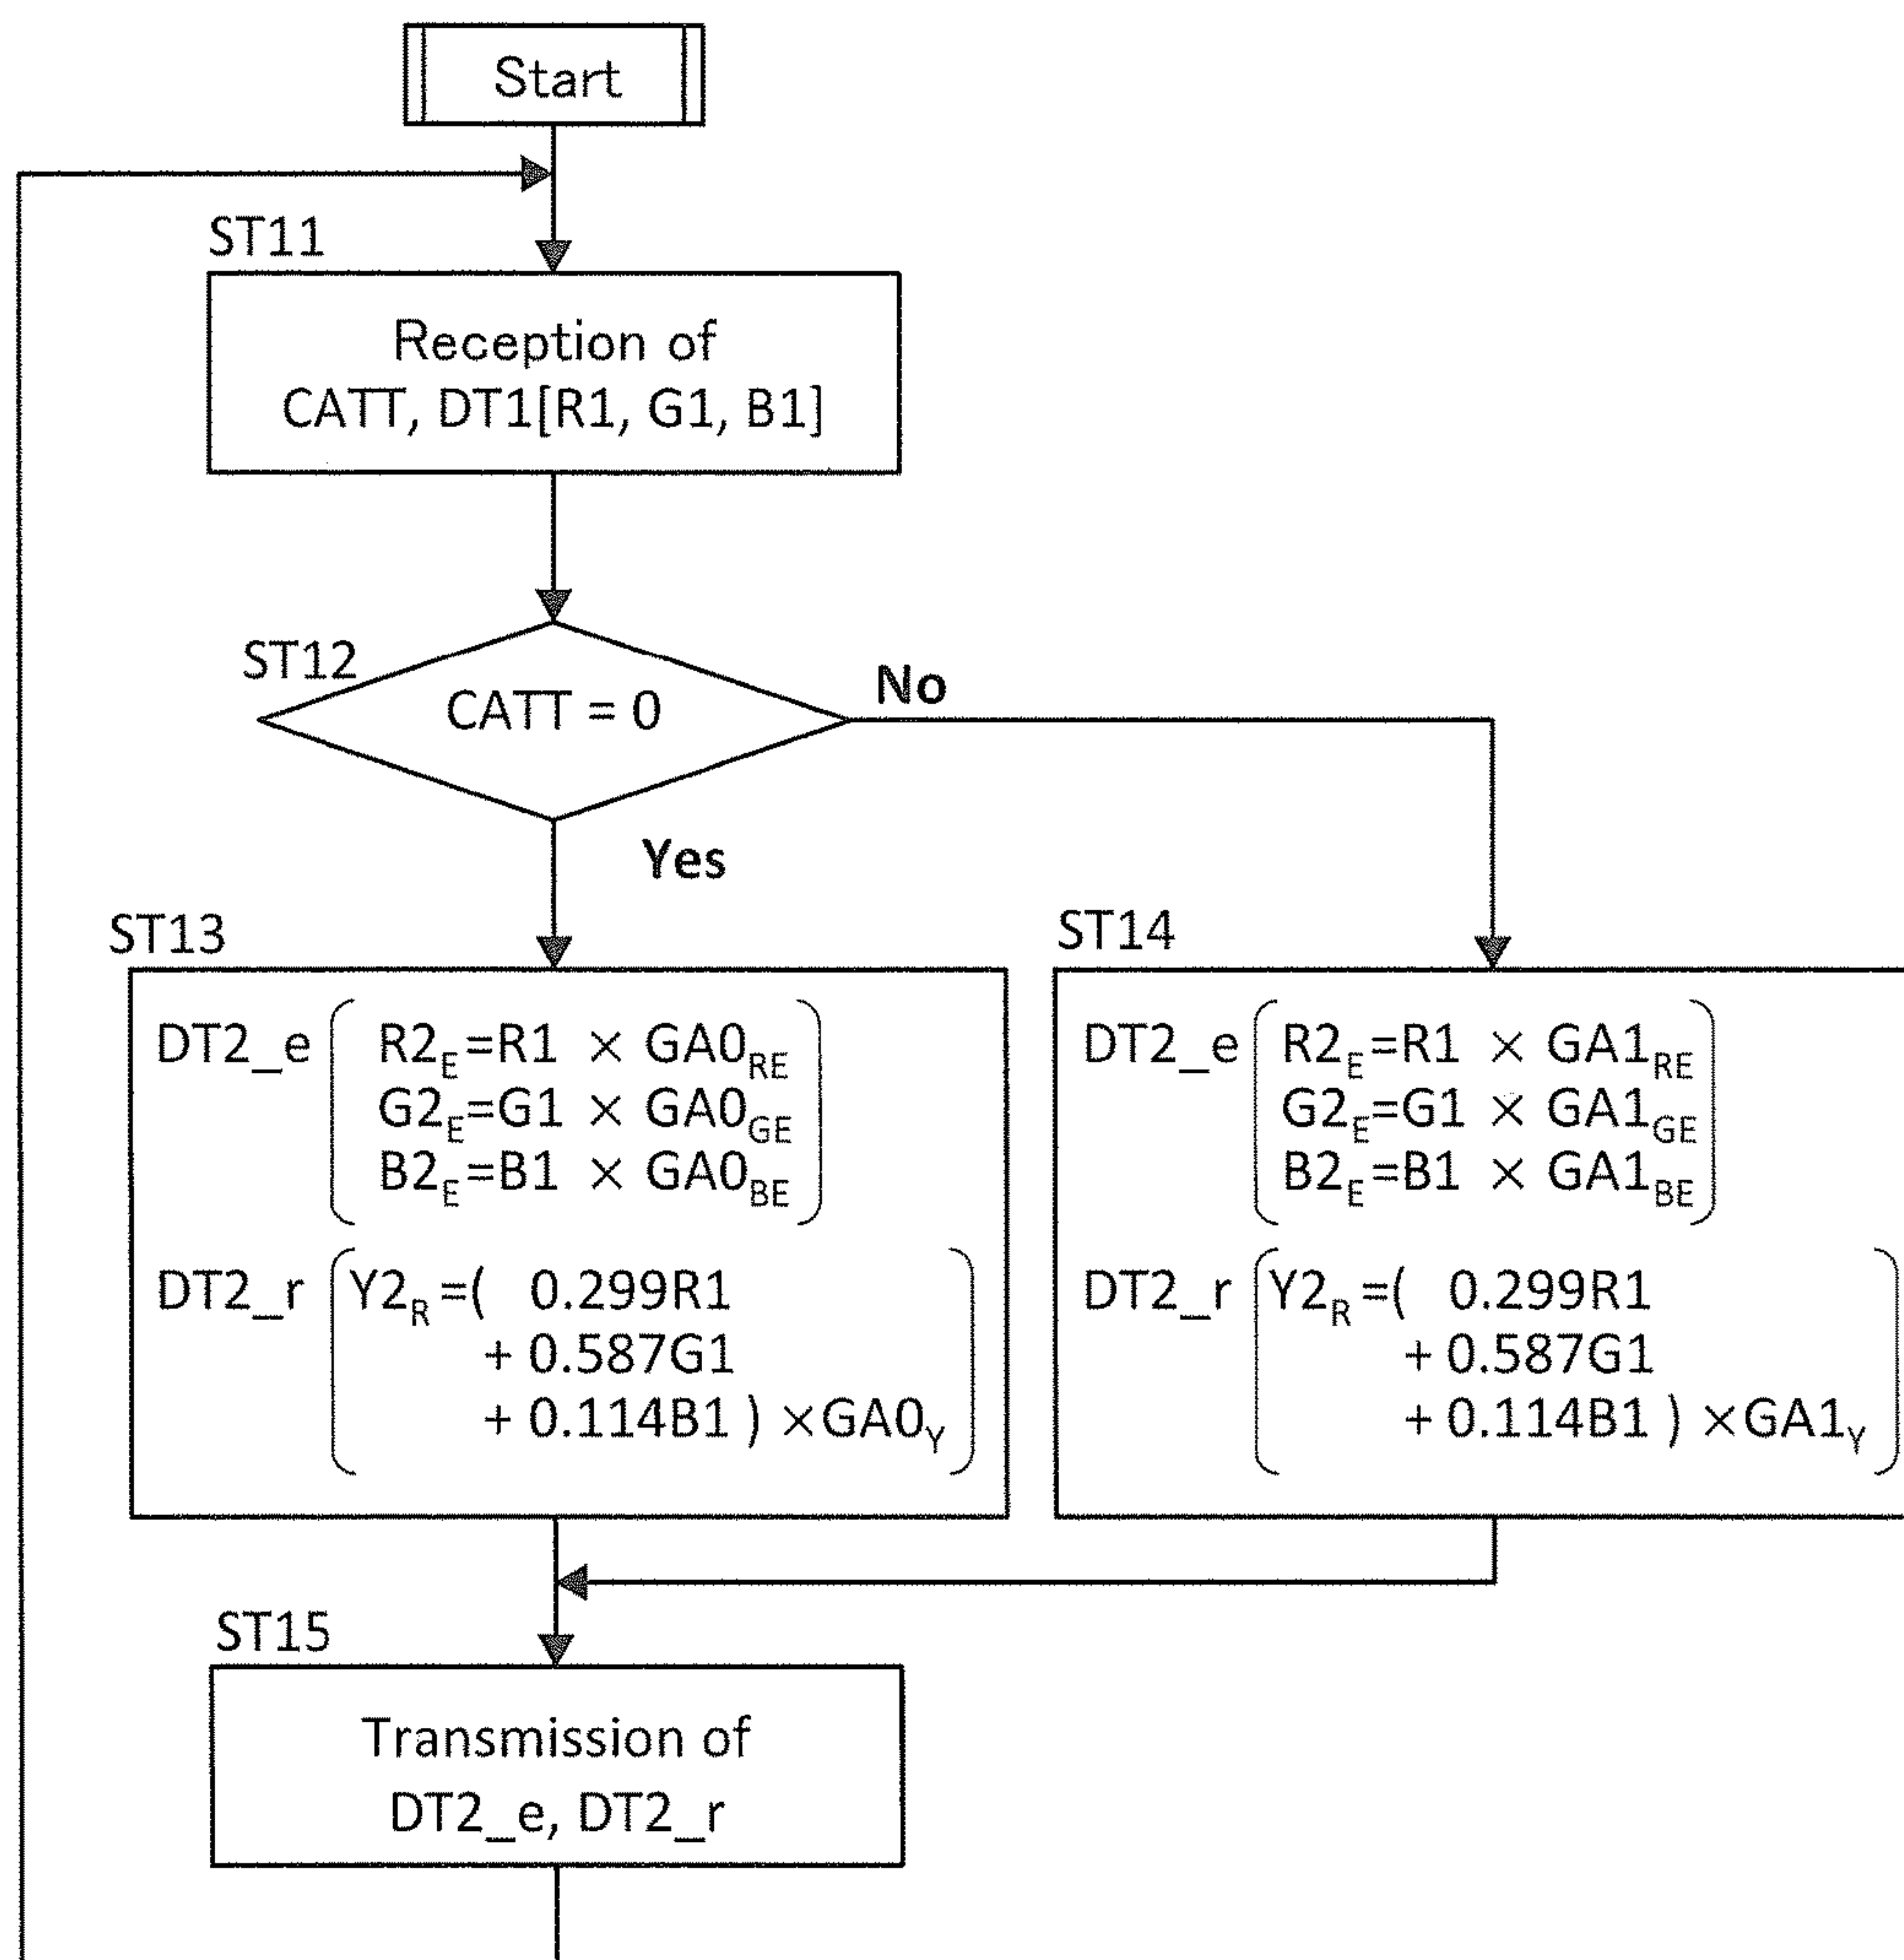 Start
ST11
Reception of
CATT, DT1[R1, G1, B1]
ST12
CATT = 0
No
Yes
ST13
DT2_e R2E=R1 × GA0RE
G2E=G1 × GA0GE
B2E=B1 × GA0BE
DT2_r Y2R=( 0.299R1
+ 0.587G1
+ 0.114B1 ) ×GA0Y
ST14
DT2_e R2E=R1 × GA1RE
G2E=G1 × GA1GE
B2E=B1 × GA1BE
DT2_r Y2R=( 0.299R1
+ 0.587G1
+ 0.114B1 ) ×GA1Y
ST15
Transmission of
DT2_e, DT2_r